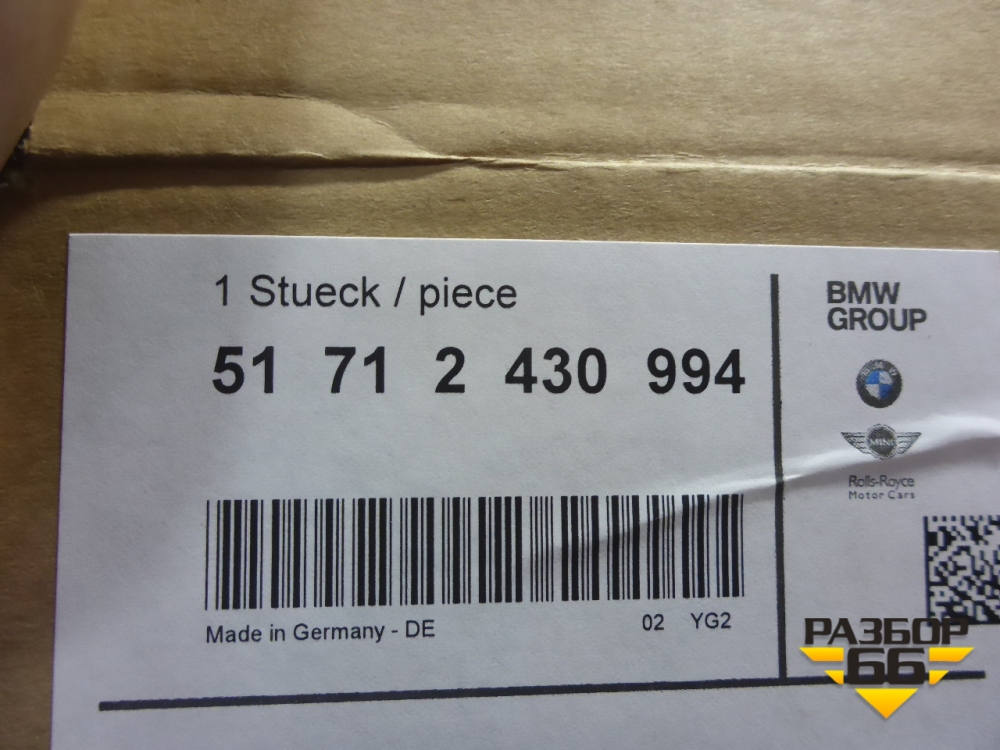 1 Stueck / piece
51 71 2 430 994
Made in Germany - DE
02 YG2
BMW
GROUP
MINI
Rolls-Royce
Motor Cars
РАЗБОР
66